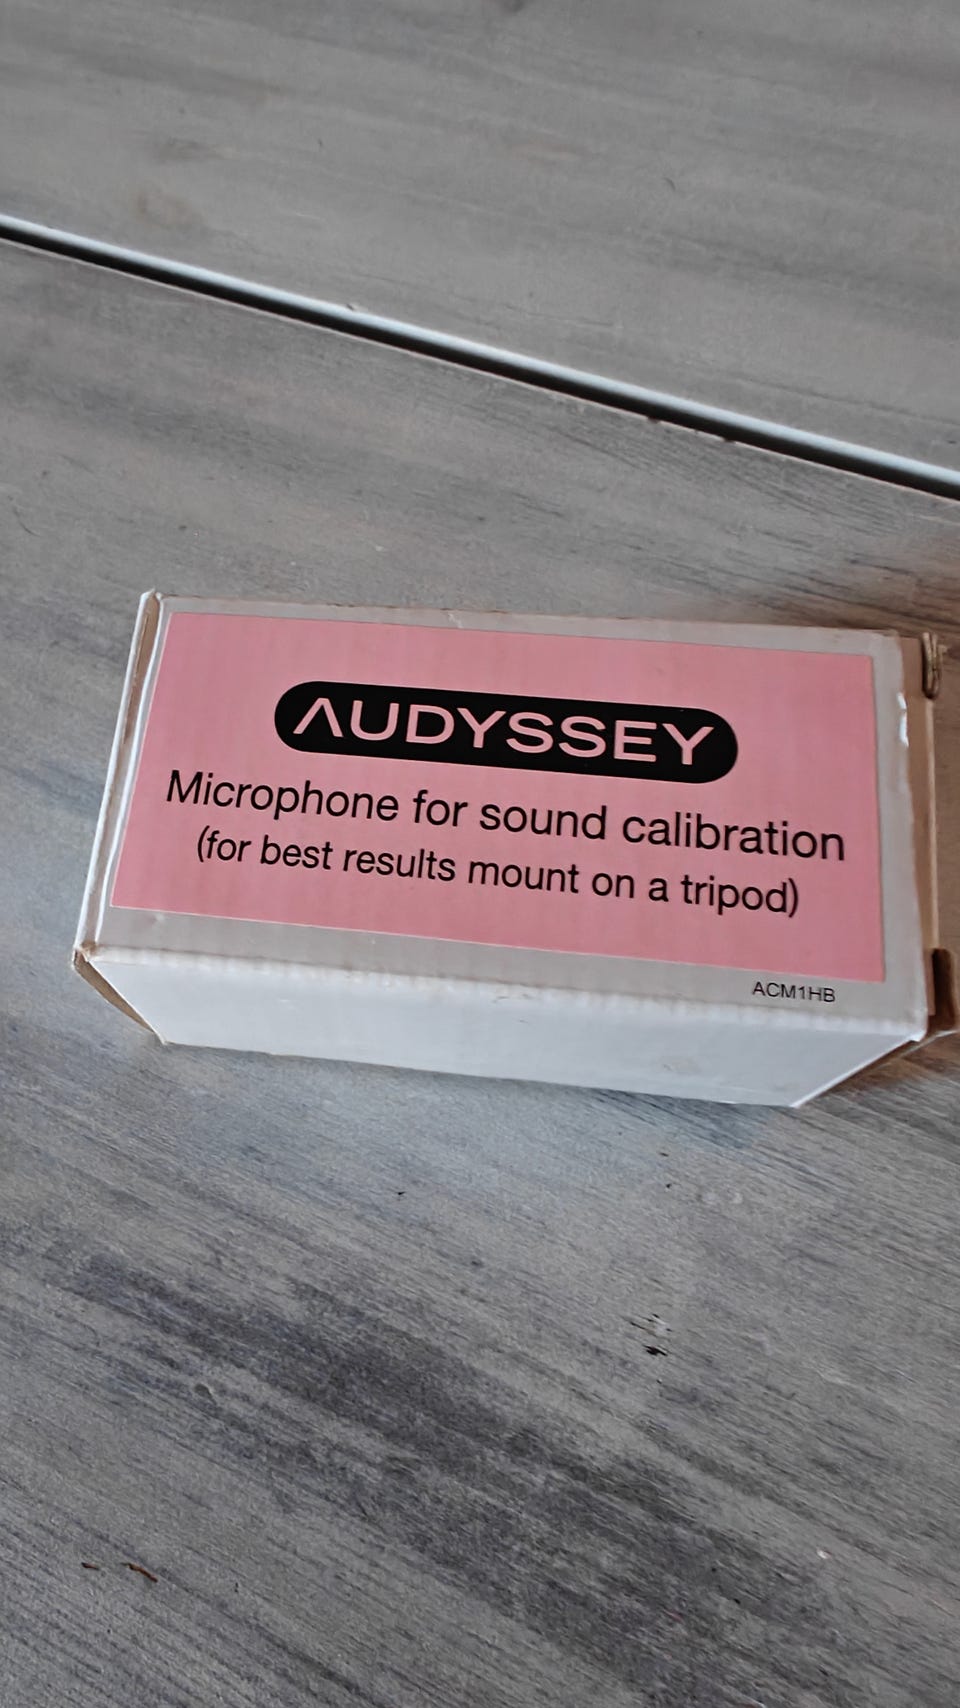 AUDYSSEY
Microphone for sound calibration
(for best results mount on a tripod)
ACM1HB